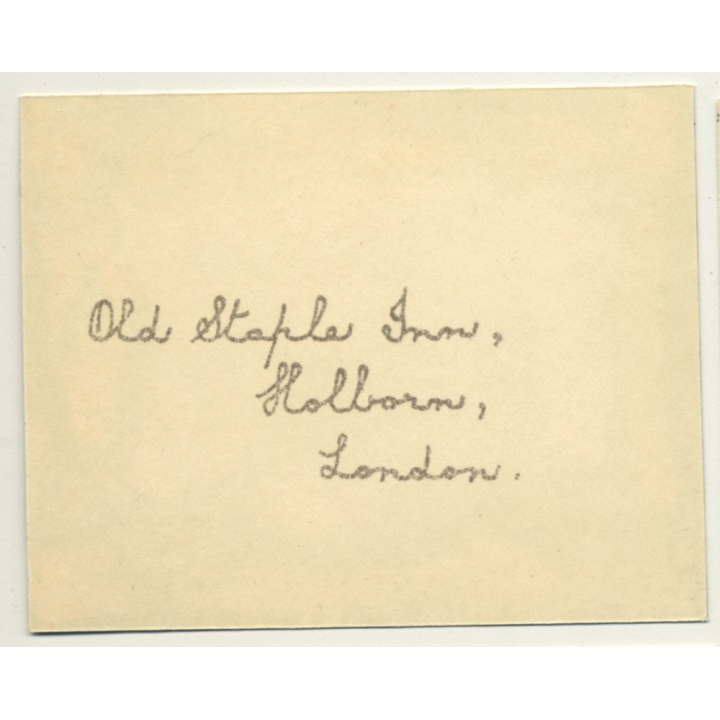 Old Staple Inn,
Holborn,
London.